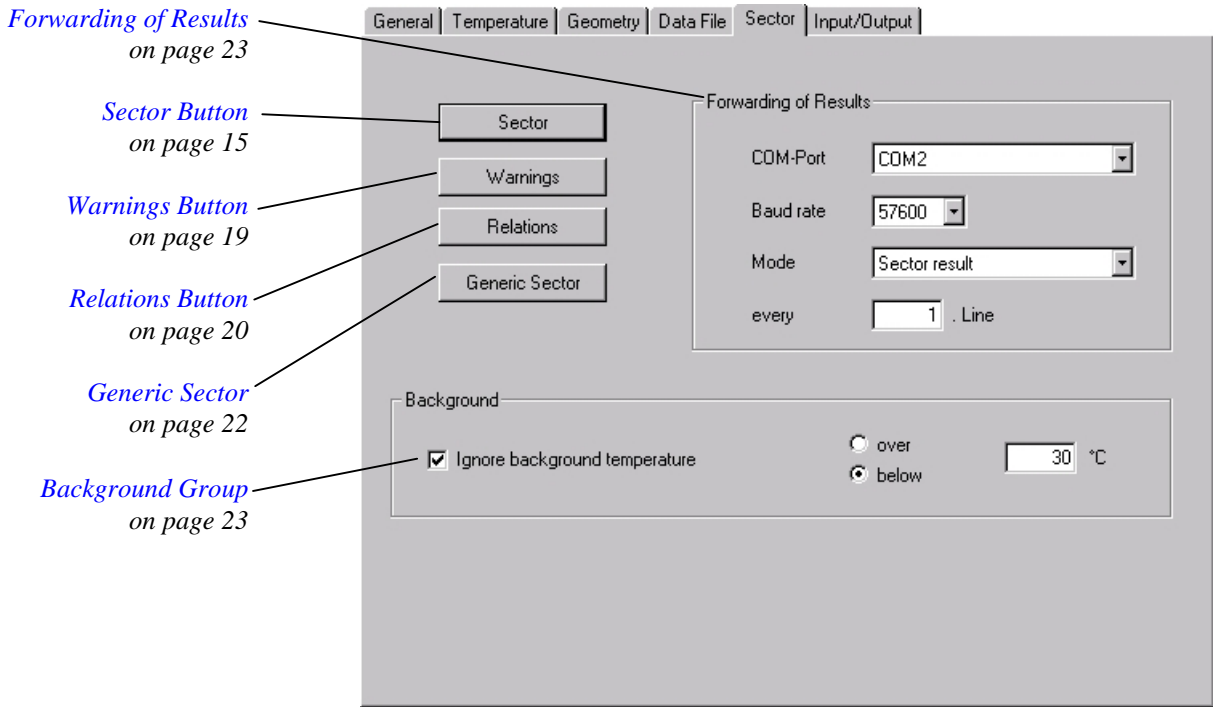 Forwarding of Results
on page 23
Sector Button
on page 15
Warnings Button
on page 19
Relations Button
on page 20
Generic Sector
on page 22
Background Group
on page 23
General Temperature Geometry Data File Sector Input/Output
Sector
Warnings
Relations
Generic Sector
Forwarding of Results
COM-Port COM2
Baud rate 57600
Mode Sector result
every 1 . Line
Background
Ignore background temperature
over
below
30 °C